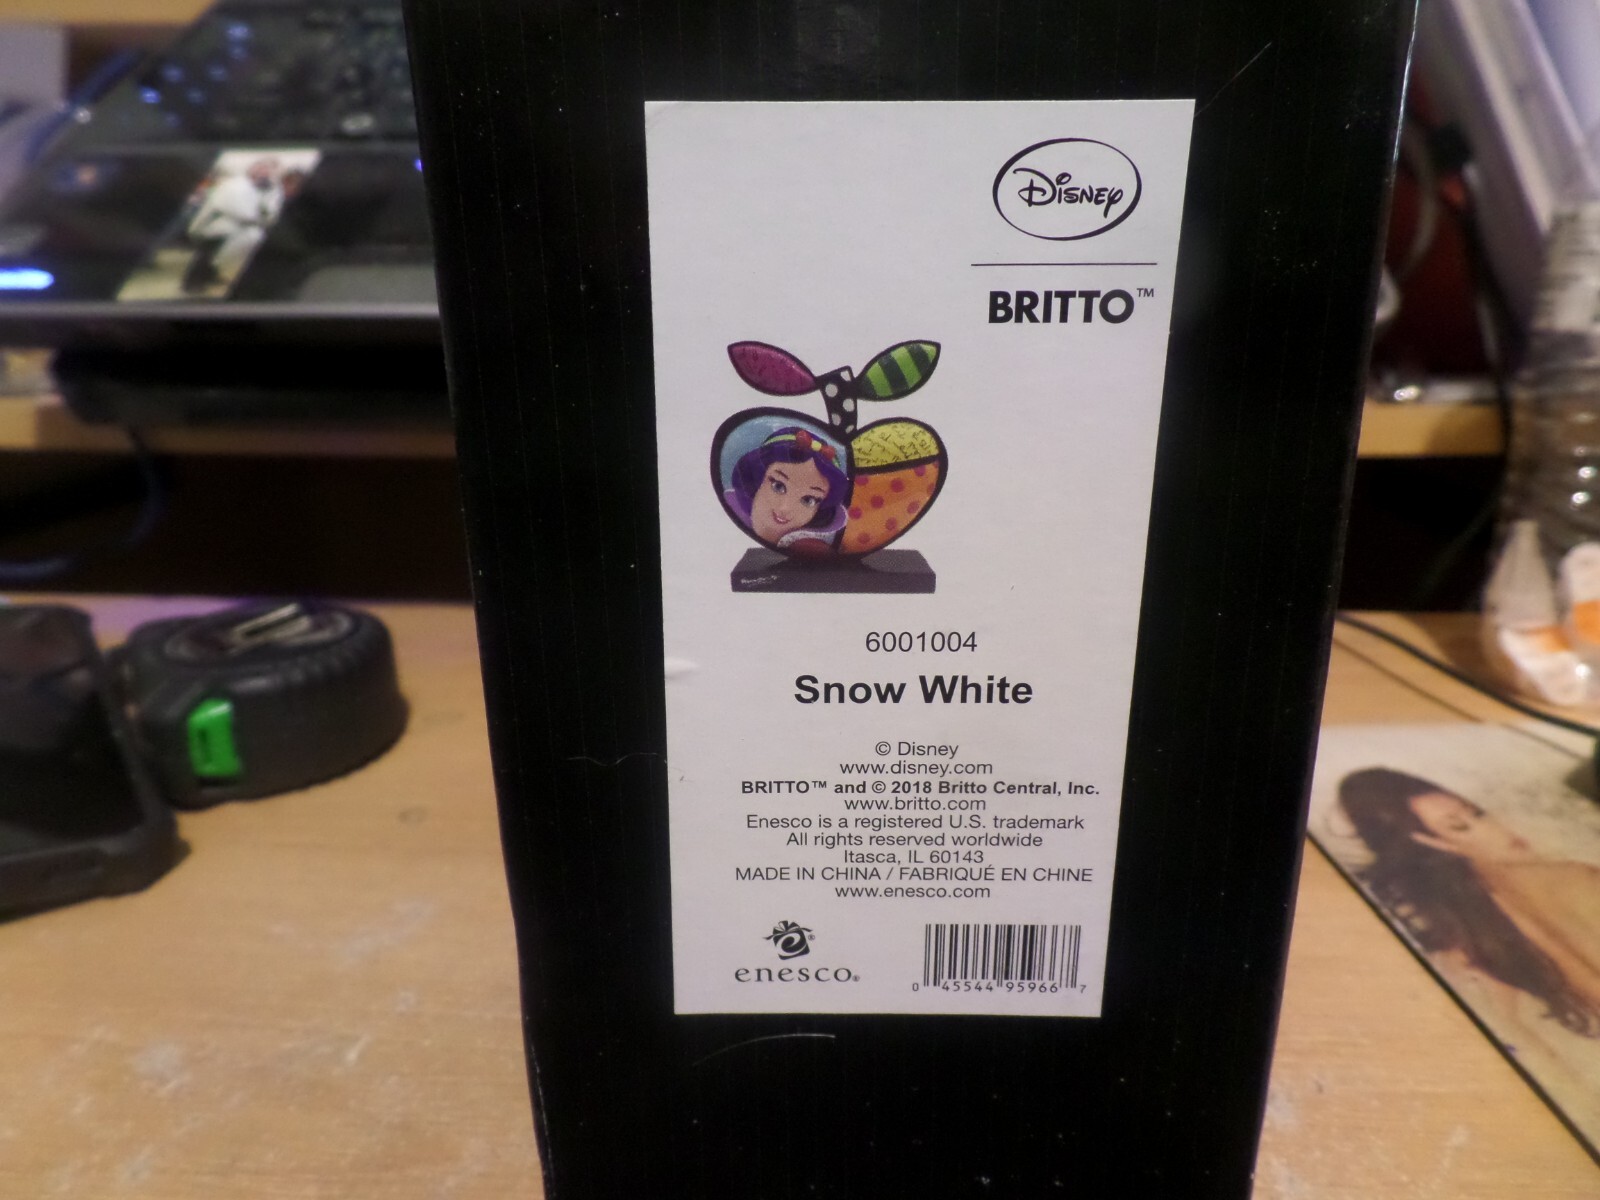 Disney
BRITTO™
6001004
Snow White
© Disney
www.disney.com
BRITTO™ and © 2018 Britto Central, Inc.
www.britto.com
Enesco is a registered U.S. trademark
All rights reserved worldwide
Itasca, IL 60143
MADE IN CHINA / FABRIQUÉ EN CHINE
www.enesco.com
enesco®
0 45544 95966 7